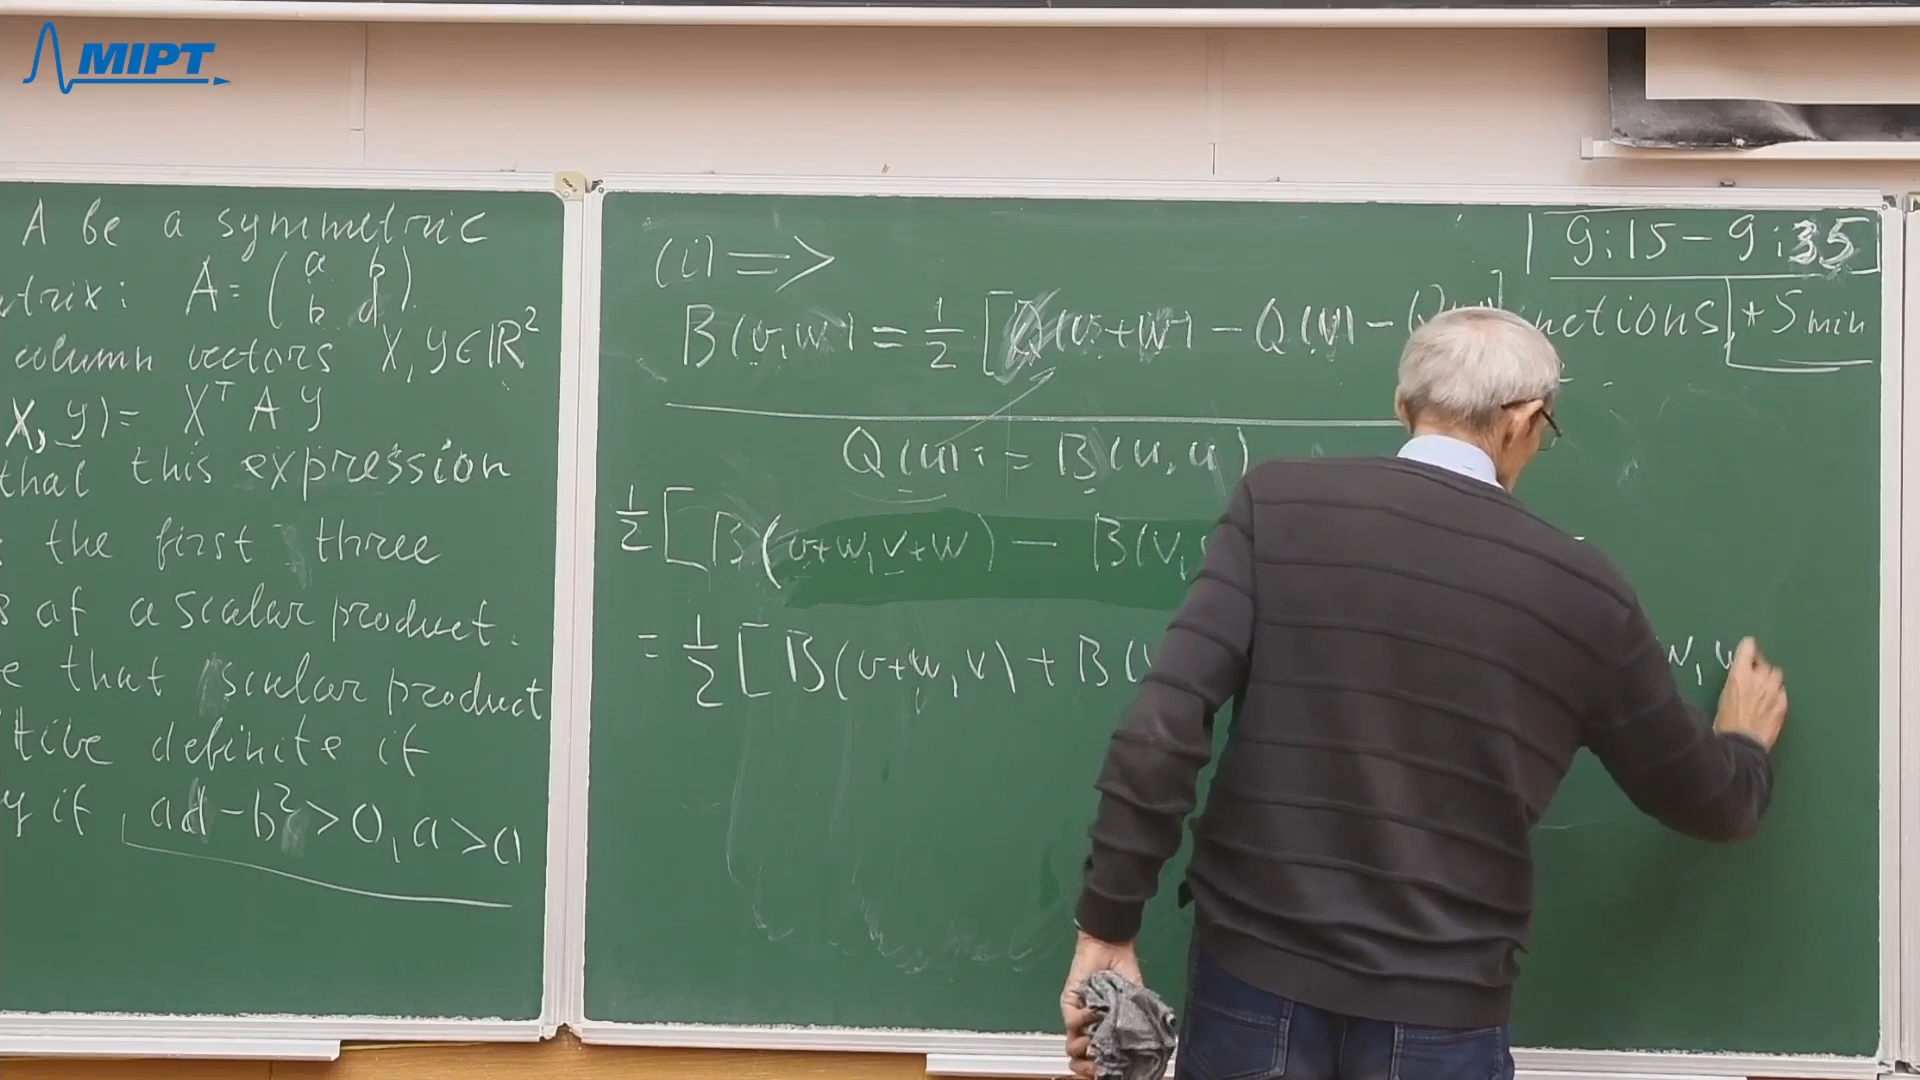 MIPT
A be a symmetric
trix: A = (a b
b d)
column vectors X, Y ∈ ℝ²
X, Y) = Xᵀ A Y
that this expression
the first three
of a scalar product.
that scalar product
tive definite if
y if ad - b² > 0, a > 0
(i) =>
B(v, w) = 1/2 [Q(v+w) - Q(v) -
Q(u) := B(u, u)
1/2 [B(v+w, v+w) - B(v,
= 1/2 [B(v+w, v) + B(v
w, w
9:15 - 9:35
nctions + 5 min